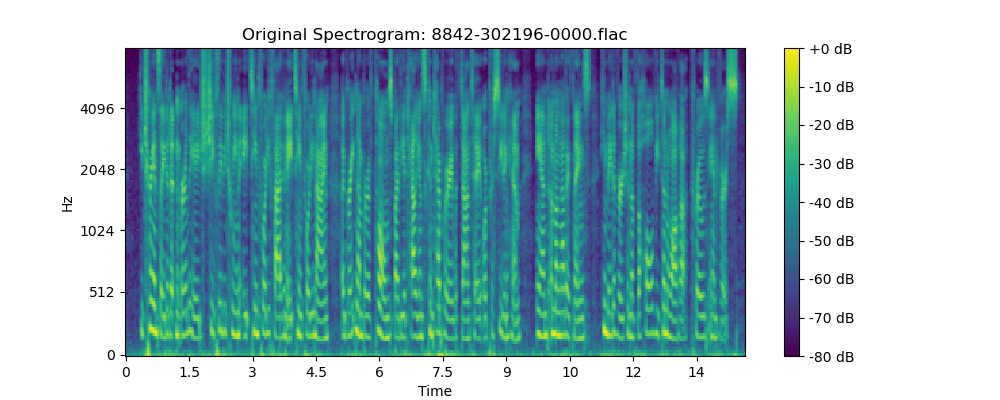 Original Spectrogram: 8842-302196-0000.flac
Hz
4096
2048
1024
512
0
0 1.5 3 4.5 6 7.5 9 10 12 14
Time
+0 dB
-10 dB
-20 dB
-30 dB
-40 dB
-50 dB
-60 dB
-70 dB
-80 dB